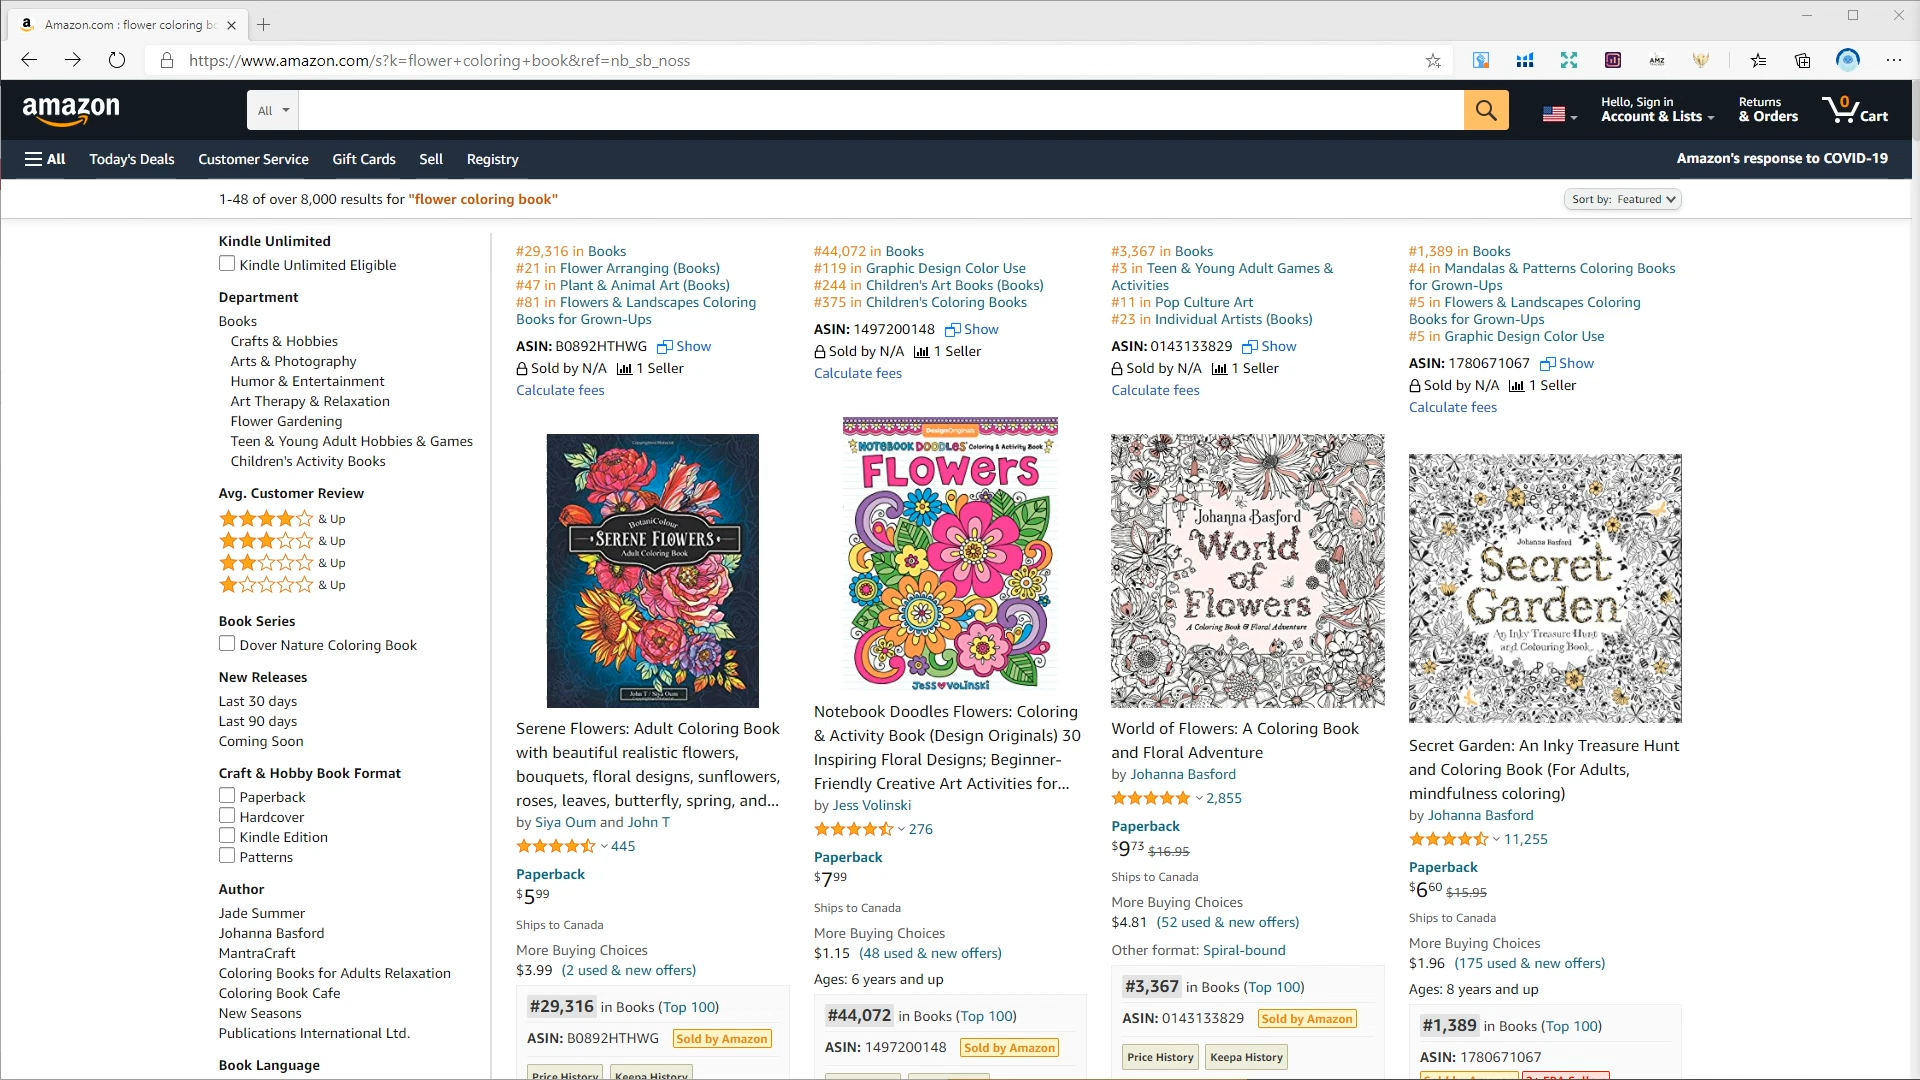 Amazon.com : flower coloring bo
https://www.amazon.com/s?k=flower+coloring+book&ref=nb_sb_noss
AMZ
amazon
All
Hello, Sign in
Account & Lists
Returns
& Orders
0
Cart
All
Today's Deals
Customer Service
Gift Cards
Sell
Registry
Amazon's response to COVID-19
1-48 of over 8,000 results for "flower coloring book"
Sort by: Featured
Kindle Unlimited
Kindle Unlimited Eligible
Department
Books
Crafts & Hobbies
Arts & Photography
Humor & Entertainment
Art Therapy & Relaxation
Flower Gardening
Teen & Young Adult Hobbies & Games
Children's Activity Books
Avg. Customer Review
& Up
& Up
& Up
& Up
Book Series
Dover Nature Coloring Book
New Releases
Last 30 days
Last 90 days
Coming Soon
Craft & Hobby Book Format
Paperback
Hardcover
Kindle Edition
Patterns
Author
Jade Summer
Johanna Basford
MantraCraft
Coloring Books for Adults Relaxation
Coloring Book Cafe
New Seasons
Publications International Ltd.
Book Language
#29,316 in Books
#21 in Flower Arranging (Books)
#47 in Plant & Animal Art (Books)
#81 in Flowers & Landscapes Coloring
Books for Grown-Ups
ASIN: B0892HTHWG Show
Sold by N/A 1 Seller
Calculate fees
BotaniColour
SERENE FLOWERS
Adult Coloring Book
John T / Siya Oum
Serene Flowers: Adult Coloring Book
with beautiful realistic flowers,
bouquets, floral designs, sunflowers,
roses, leaves, butterfly, spring, and...
by Siya Oum and John T
445
Paperback
$5.99
Ships to Canada
More Buying Choices
$3.99 (2 used & new offers)
#29,316 in Books (Top 100)
ASIN: B0892HTHWG Sold by Amazon
Price History Keepa History
#44,072 in Books
#119 in Graphic Design Color Use
#244 in Children's Art Books (Books)
#375 in Children's Coloring Books
ASIN: 1497200148 Show
Sold by N/A 1 Seller
Calculate fees
DesignOriginals
NOTEBOOK DOODLES Coloring & Activity Book
FLOWERS
Jess Volinski
Notebook Doodles Flowers: Coloring
& Activity Book (Design Originals) 30
Inspiring Floral Designs; Beginner-
Friendly Creative Art Activities for...
by Jess Volinski
276
Paperback
$7.99
Ships to Canada
More Buying Choices
$1.15 (48 used & new offers)
Ages: 6 years and up
#44,072 in Books (Top 100)
ASIN: 1497200148 Sold by Amazon
#3,367 in Books
#3 in Teen & Young Adult Games &
Activities
#11 in Pop Culture Art
#23 in Individual Artists (Books)
ASIN: 0143133829 Show
Sold by N/A 1 Seller
Calculate fees
Johanna Basford
World
of
Flowers
A Coloring Book & Floral Adventure
World of Flowers: A Coloring Book
and Floral Adventure
by Johanna Basford
2,855
Paperback
$9.73 $16.95
Ships to Canada
More Buying Choices
$4.81 (52 used & new offers)
Other format: Spiral-bound
#3,367 in Books (Top 100)
ASIN: 0143133829 Sold by Amazon
Price History Keepa History
#1,389 in Books
#4 in Mandalas & Patterns Coloring Books
for Grown-Ups
#5 in Flowers & Landscapes Coloring
Books for Grown-Ups
#5 in Graphic Design Color Use
ASIN: 1780671067 Show
Sold by N/A 1 Seller
Calculate fees
Johanna Basford
Secret
Garden
An Inky Treasure Hunt
and Colouring Book
Secret Garden: An Inky Treasure Hunt
and Coloring Book (For Adults,
mindfulness coloring)
by Johanna Basford
11,255
Paperback
$6.60 $15.95
Ships to Canada
More Buying Choices
$1.96 (175 used & new offers)
Ages: 8 years and up
#1,389 in Books (Top 100)
ASIN: 1780671067